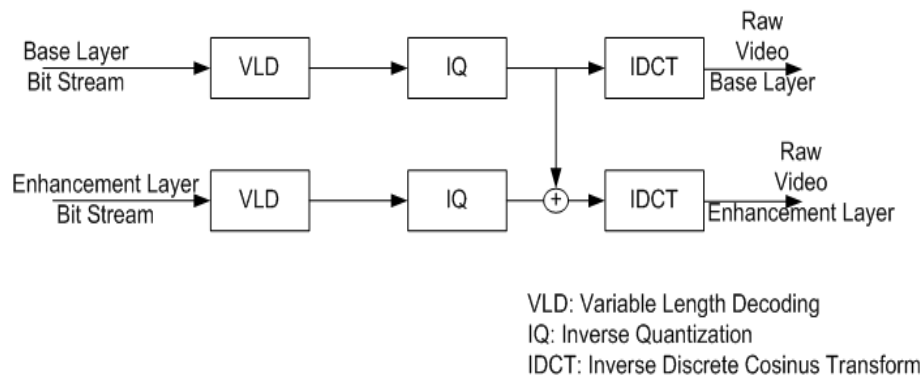 Base Layer
Bit Stream
VLD
IQ
IDCT
Raw
Video
Base Layer
Enhancement Layer
Bit Stream
VLD
IQ
+
IDCT
Raw
Video
Enhancement Layer
VLD: Variable Length Decoding
IQ: Inverse Quantization
IDCT: Inverse Discrete Cosinus Transform